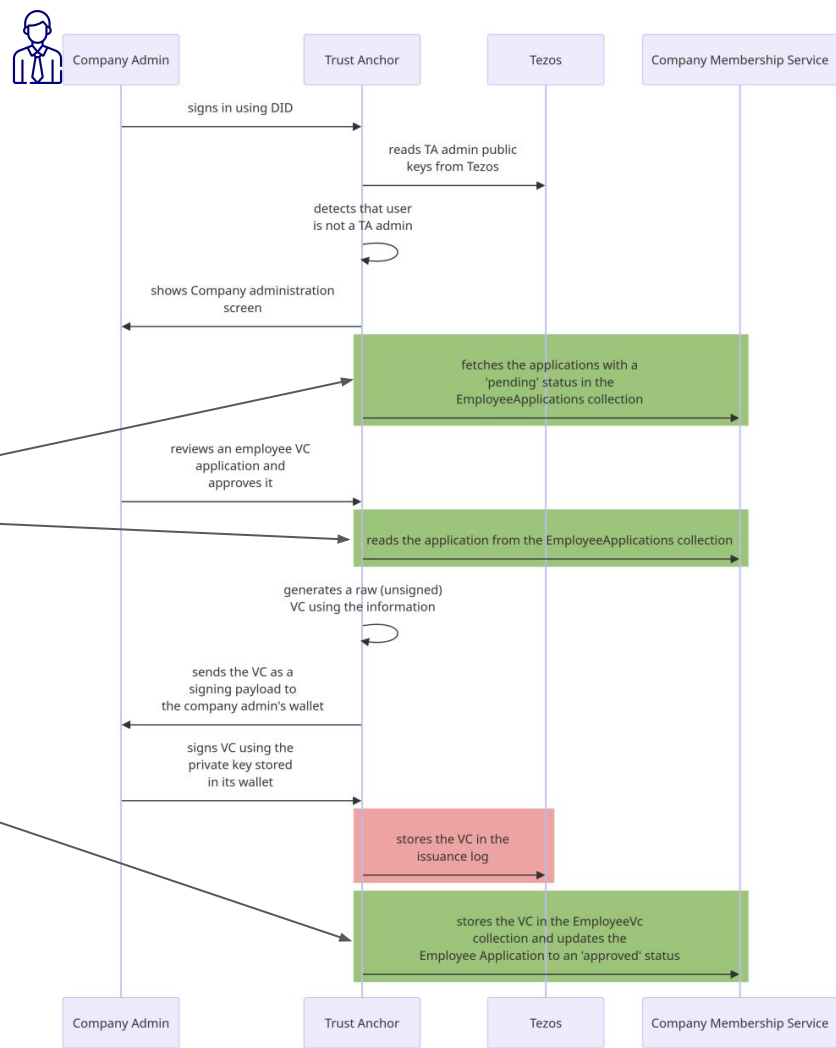 Company Admin
Trust Anchor
Tezos
Company Membership Service
signs in using DID
reads TA admin public
keys from Tezos
detects that user
is not a TA admin
shows Company administration
screen
fetches the applications with a
'pending' status in the
EmployeeApplications collection
reviews an employee VC
application and
approves it
reads the application from the EmployeeApplications collection
generates a raw (unsigned)
VC using the information
sends the VC as a
signing payload to
the company admin's wallet
signs VC using the
private key stored
in its wallet
stores the VC in the
issuance log
stores the VC in the EmployeeVc
collection and updates the
Employee Application to an 'approved' status
Company Admin
Trust Anchor
Tezos
Company Membership Service